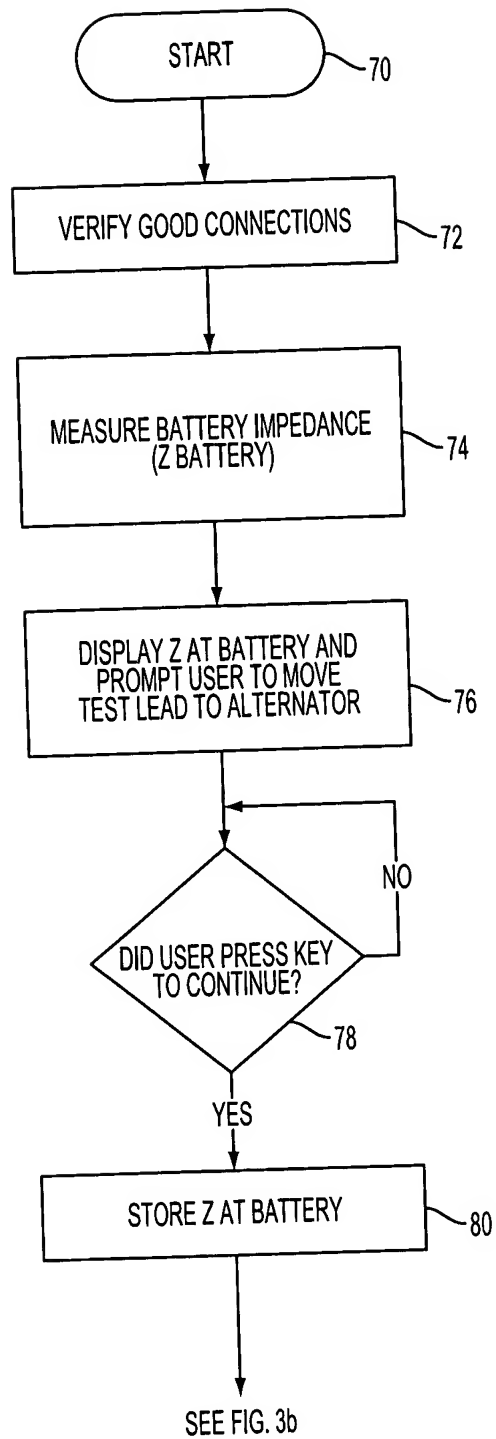 START
70
VERIFY GOOD CONNECTIONS
72
MEASURE BATTERY IMPEDANCE
(Z BATTERY)
74
DISPLAY Z AT BATTERY AND
PROMPT USER TO MOVE
TEST LEAD TO ALTERNATOR
76
NO
DID USER PRESS KEY
TO CONTINUE?
78
YES
STORE Z AT BATTERY
80
SEE FIG. 3b